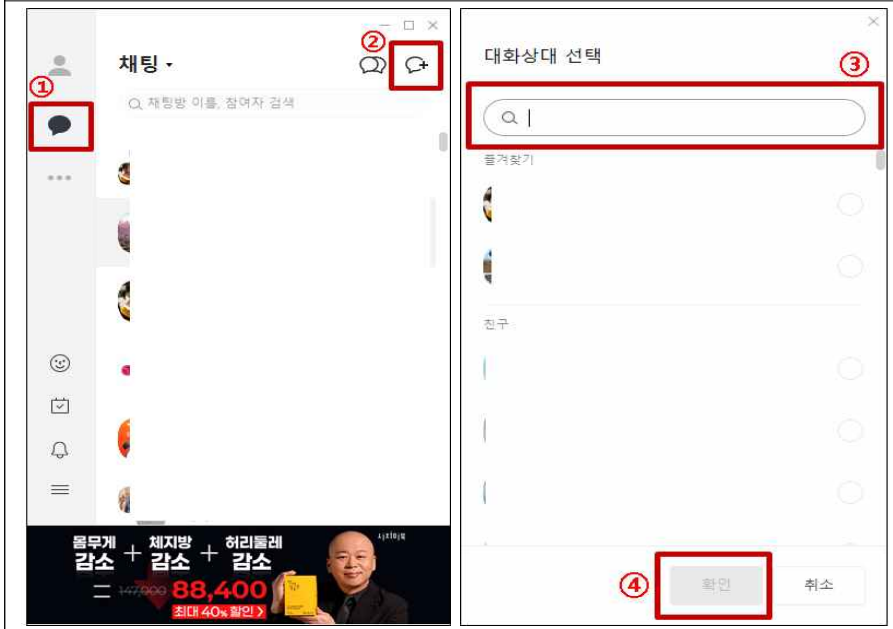 채팅
②
①
채팅방 이름, 참여자 검색
몸무게 감소 + 체지방 감소 + 허리둘레 감소
= 147,000 88,400
최대 40% 할인 >
대화상대 선택
③
즐겨찾기
친구
④
확인
취소